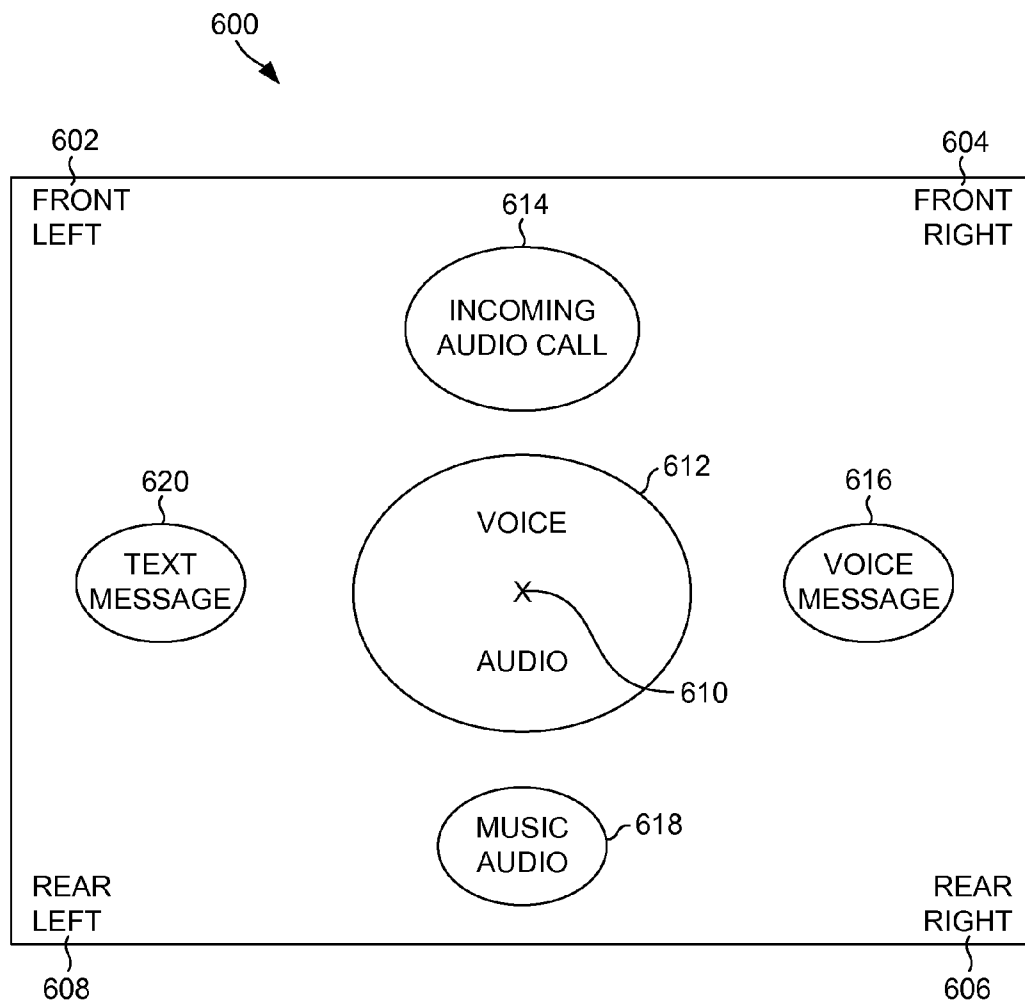 600
602
604
FRONT
LEFT
FRONT
RIGHT
614
INCOMING
AUDIO CALL
612
620
616
VOICE
TEXT
MESSAGE
VOICE
MESSAGE
X
AUDIO
610
MUSIC
AUDIO
618
REAR
LEFT
REAR
RIGHT
608
606